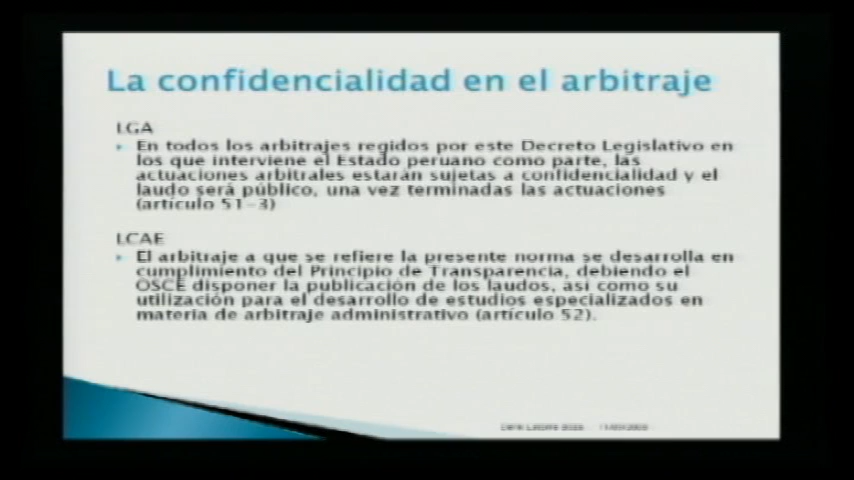 La confidencialidad en el arbitraje
LGA
En todos los arbitrajes regidos por este Decreto Legislativo en
los que interviene el Estado peruano como parte, las
actuaciones arbitrales estarán sujetas a confidencialidad y el
laudo será público, una vez terminadas las actuaciones
(artículo 51-3)
LCAE
El arbitraje a que se refiere la presente norma se desarrolla en
cumplimiento del Principio de Transparencia, debiendo el
OSCE disponer la publicación de los laudos, así como su
utilización para el desarrollo de estudios especializados en
materia de arbitraje administrativo (artículo 52).